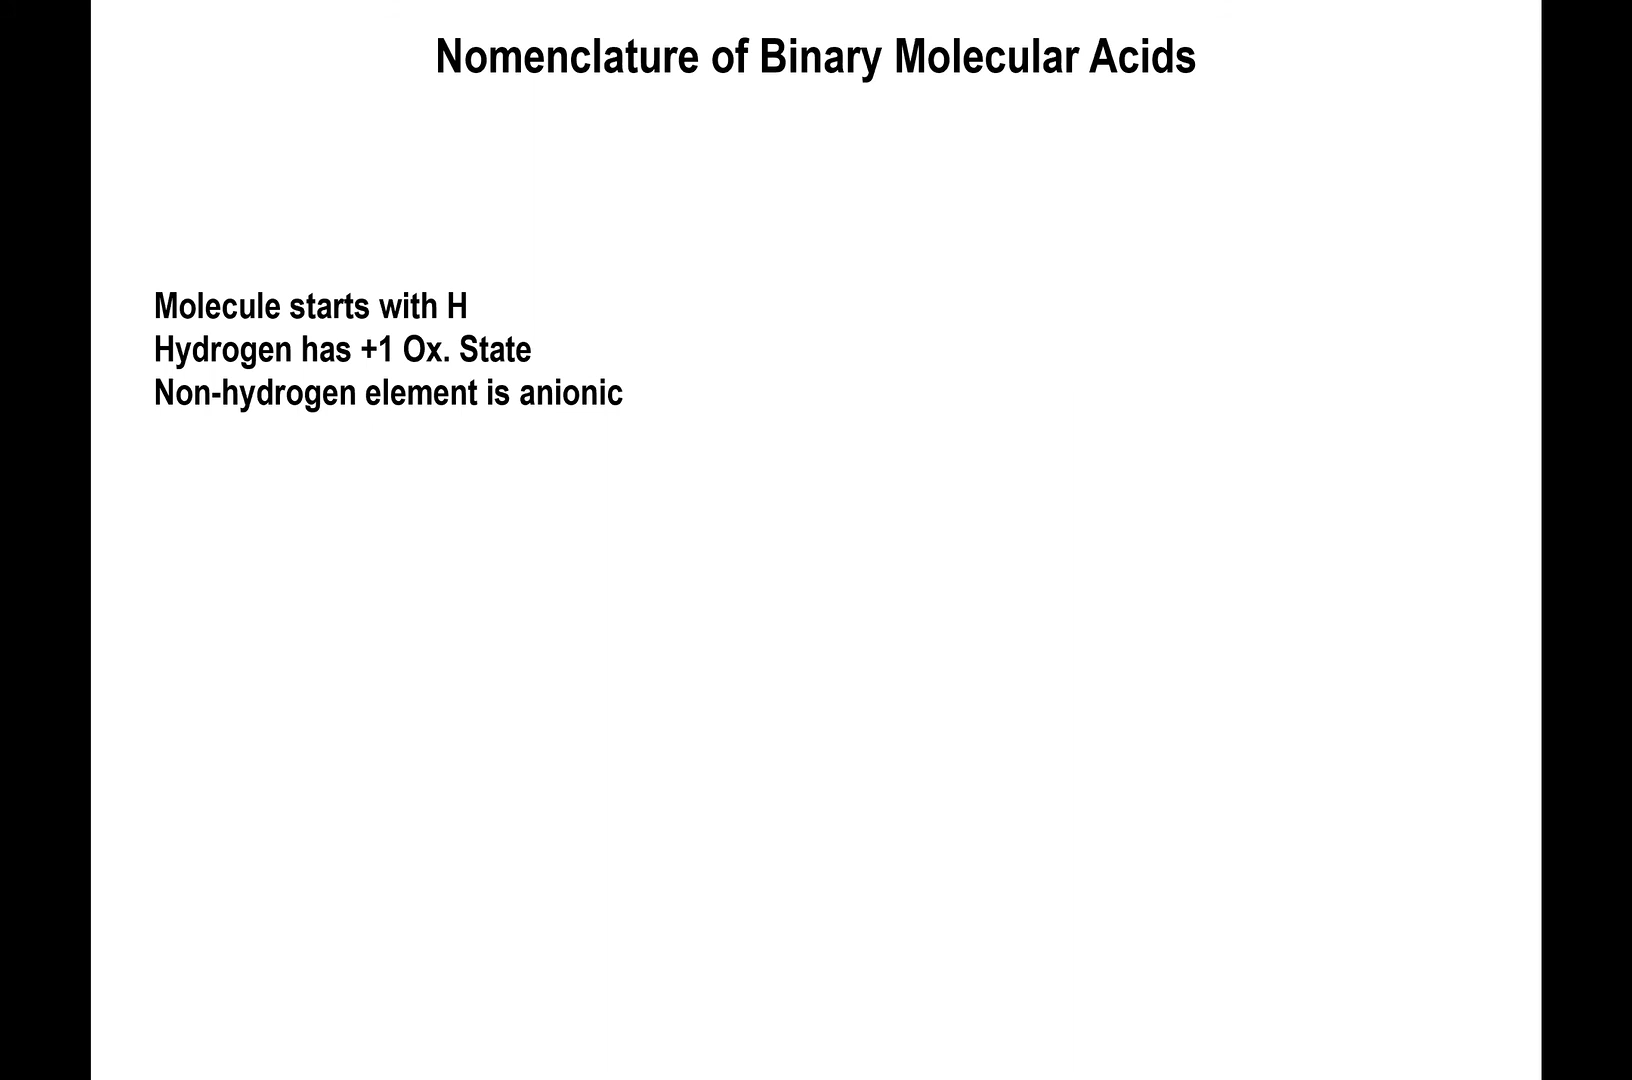 Nomenclature of Binary Molecular Acids
Molecule starts with H
Hydrogen has +1 Ox. State
Non-hydrogen element is anionic